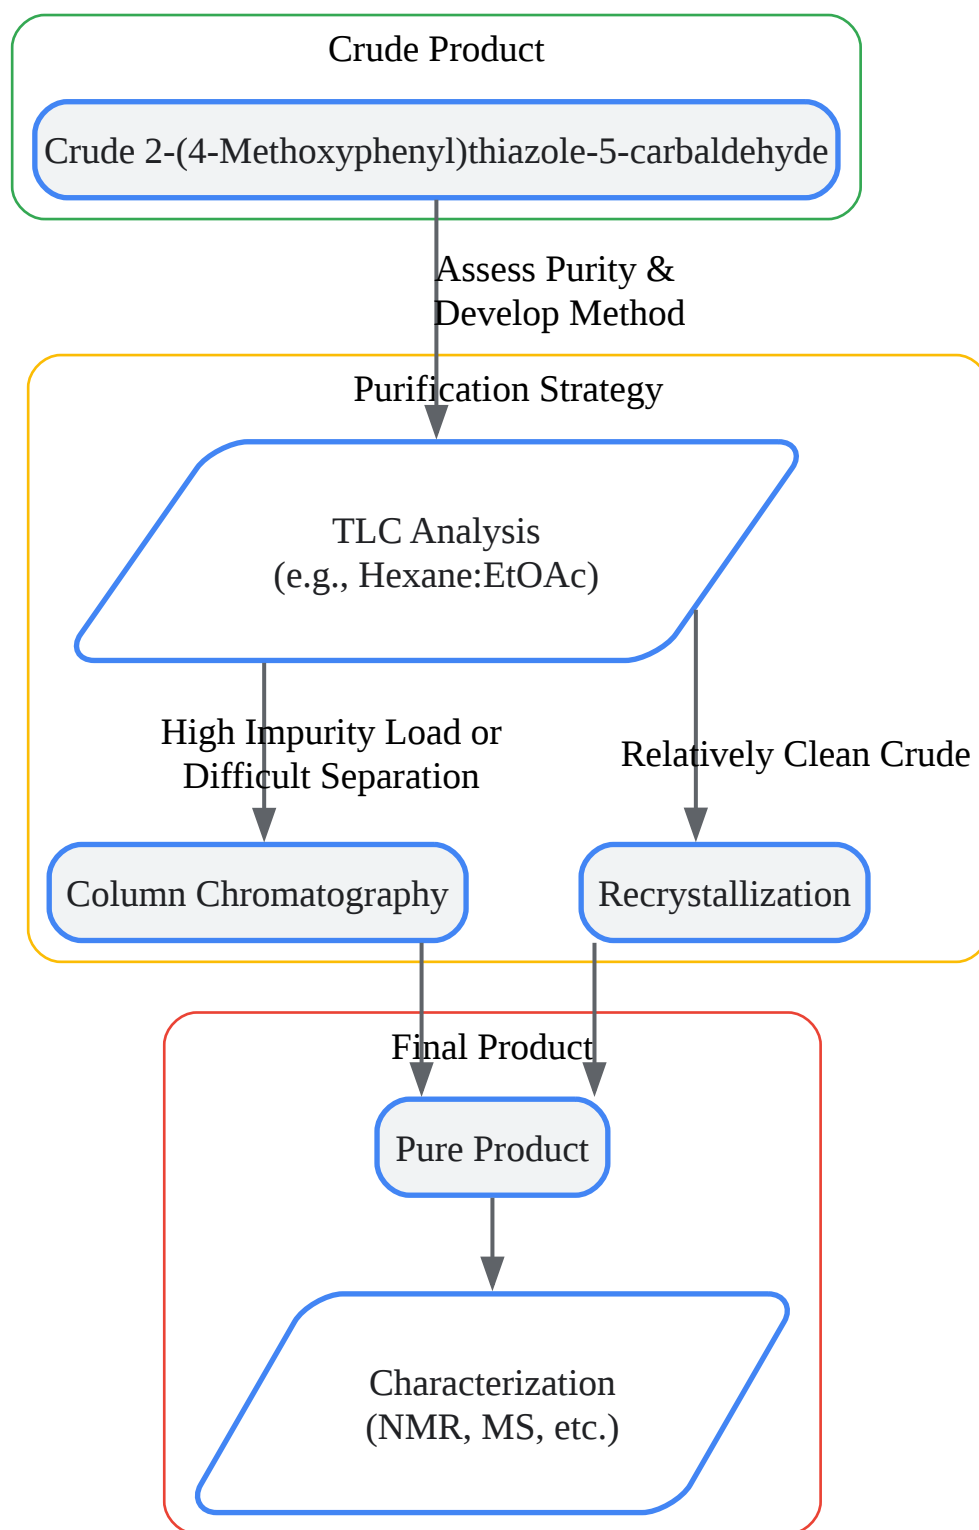 Crude Product
Crude 2-(4-Methoxyphenyl)thiazole-5-carbaldehyde
Assess Purity &
Develop Method
Purification Strategy
TLC Analysis
(e.g., Hexane:EtOAc)
High Impurity Load or
Difficult Separation
Relatively Clean Crude
Column Chromatography
Recrystallization
Final Product
Pure Product
Characterization
(NMR, MS, etc.)